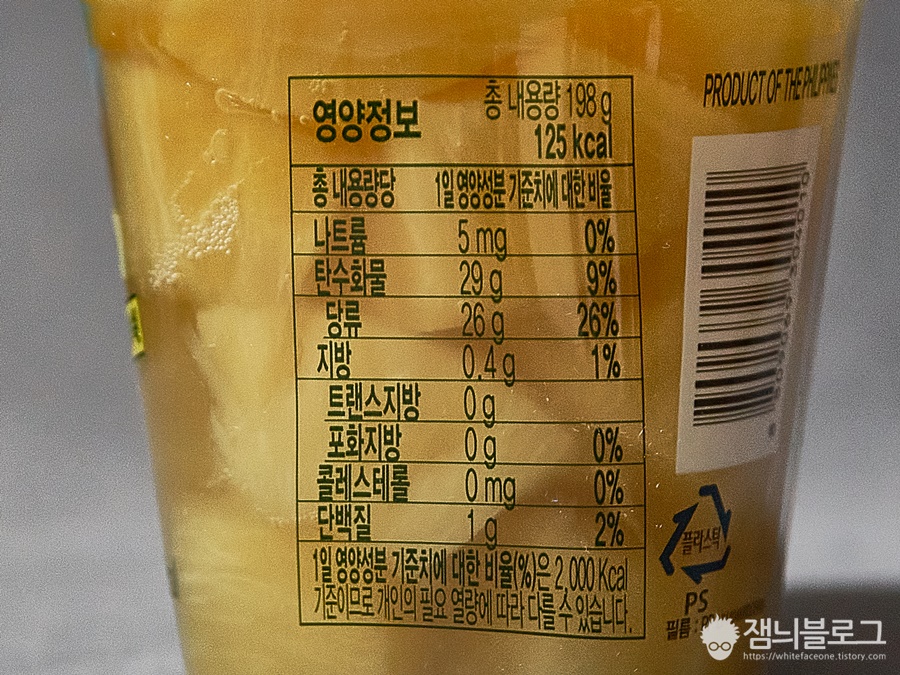 영양정보
총 내용량 198 g
125 kcal
총 내용량당 1일 영양성분 기준치에 대한 비율
나트륨 5 mg 0%
탄수화물 29 g 9%
당류 26 g 26%
지방 0.4 g 1%
트랜스지방 0 g
포화지방 0 g 0%
콜레스테롤 0 mg 0%
단백질 1 g 2%
1일 영양성분 기준치에 대한 비율(%)은 2,000 Kcal
기준이므로 개인의 필요 열량에 따라 다를 수 있습니다.
PRODUCT OF THE PHILIPPINES
플라스틱
PS
필름 :
잼늬블로그
https://whitefaceone.tistory.com